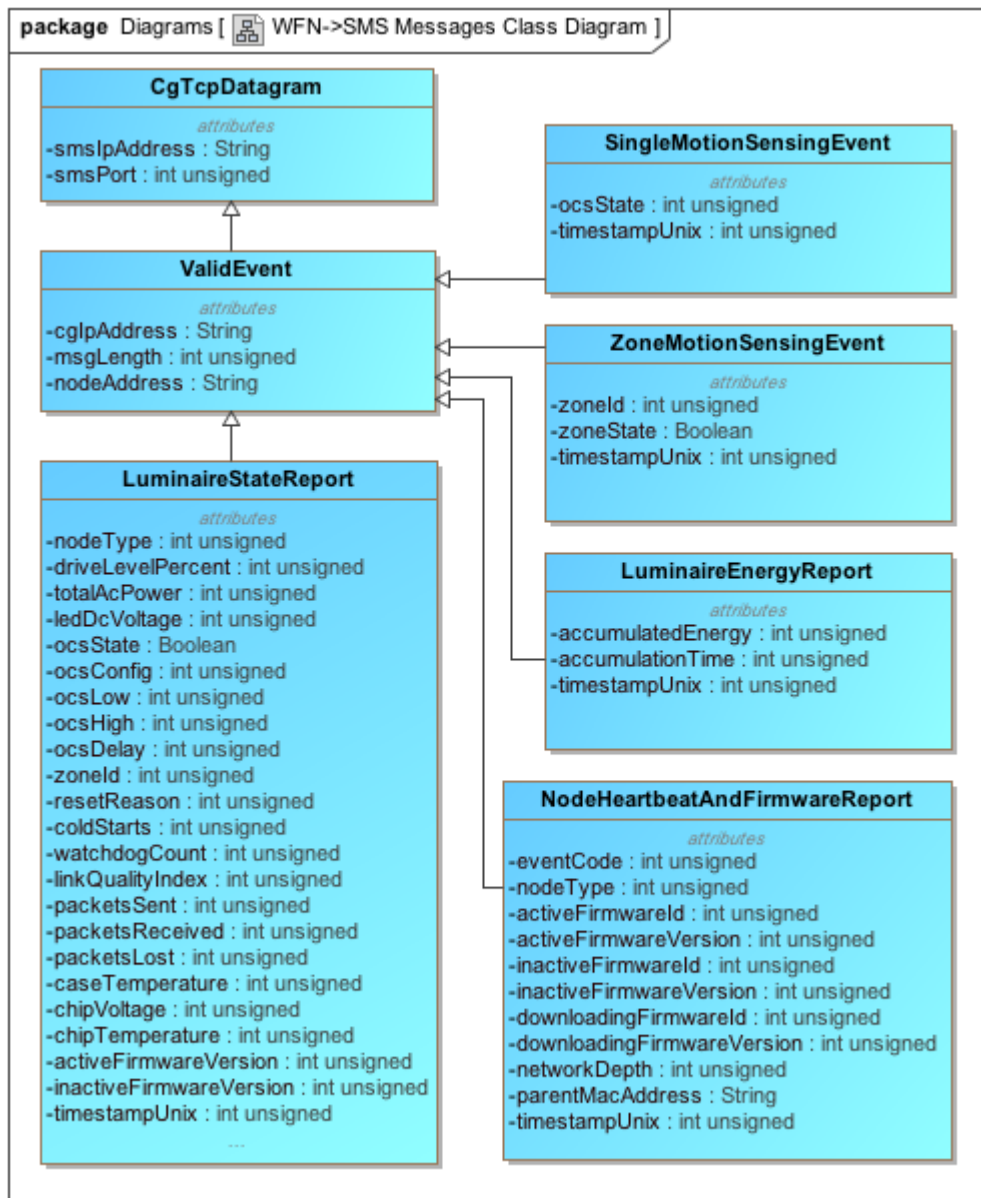 package Diagrams [ WFN->SMS Messages Class Diagram ]
CgTcpDatagram
attributes
-smsIpAddress : String
-smsPort : int unsigned
ValidEvent
attributes
-cgIpAddress : String
-msgLength : int unsigned
-nodeAddress : String
LuminaireStateReport
attributes
-nodeType : int unsigned
-driveLevelPercent : int unsigned
-totalAcPower : int unsigned
-ledDcVoltage : int unsigned
-ocsState : Boolean
-ocsConfig : int unsigned
-ocsLow : int unsigned
-ocsHigh : int unsigned
-ocsDelay : int unsigned
-zoneId : int unsigned
-resetReason : int unsigned
-coldStarts : int unsigned
-watchdogCount : int unsigned
-linkQualityIndex : int unsigned
-packetsSent : int unsigned
-packetsReceived : int unsigned
-packetsLost : int unsigned
-caseTemperature : int unsigned
-chipVoltage : int unsigned
-chipTemperature : int unsigned
-activeFirmwareVersion : int unsigned
-inactiveFirmwareVersion : int unsigned
-timestampUnix : int unsigned
...
SingleMotionSensingEvent
attributes
-ocsState : int unsigned
-timestampUnix : int unsigned
ZoneMotionSensingEvent
attributes
-zoneId : int unsigned
-zoneState : Boolean
-timestampUnix : int unsigned
LuminaireEnergyReport
attributes
-accumulatedEnergy : int unsigned
-accumulationTime : int unsigned
-timestampUnix : int unsigned
NodeHeartbeatAndFirmwareReport
attributes
-eventCode : int unsigned
-nodeType : int unsigned
-activeFirmwareId : int unsigned
-activeFirmwareVersion : int unsigned
-inactiveFirmwareId : int unsigned
-inactiveFirmwareVersion : int unsigned
-downloadingFirmwareId : int unsigned
-downloadingFirmwareVersion : int unsigned
-networkDepth : int unsigned
-parentMacAddress : String
-timestampUnix : int unsigned